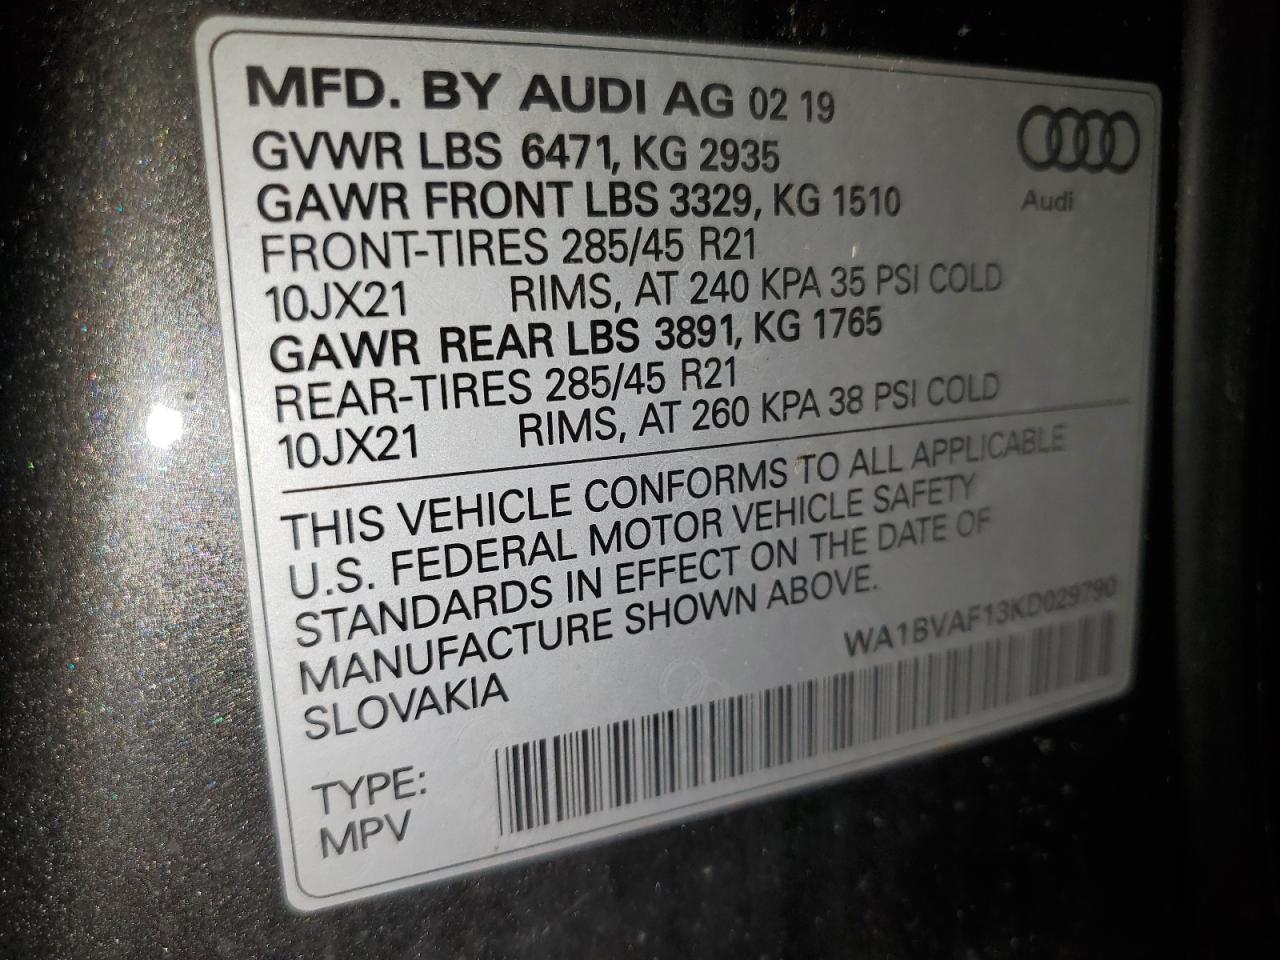 MFD. BY AUDI AG 02 19
GVWR LBS 6471, KG 2935
GAWR FRONT LBS 3329, KG 1510
Audi
FRONT-TIRES 285/45 R21
10JX21 RIMS, AT 240 KPA 35 PSI COLD
GAWR REAR LBS 3891, KG 1765
REAR-TIRES 285/45 R21
10JX21 RIMS, AT 260 KPA 38 PSI COLD
THIS VEHICLE CONFORMS TO ALL APPLICABLE
U.S. FEDERAL MOTOR VEHICLE SAFETY
STANDARDS IN EFFECT ON THE DATE OF
MANUFACTURE SHOWN ABOVE.
SLOVAKIA
WA1BVAF13KD029790
TYPE:
MPV